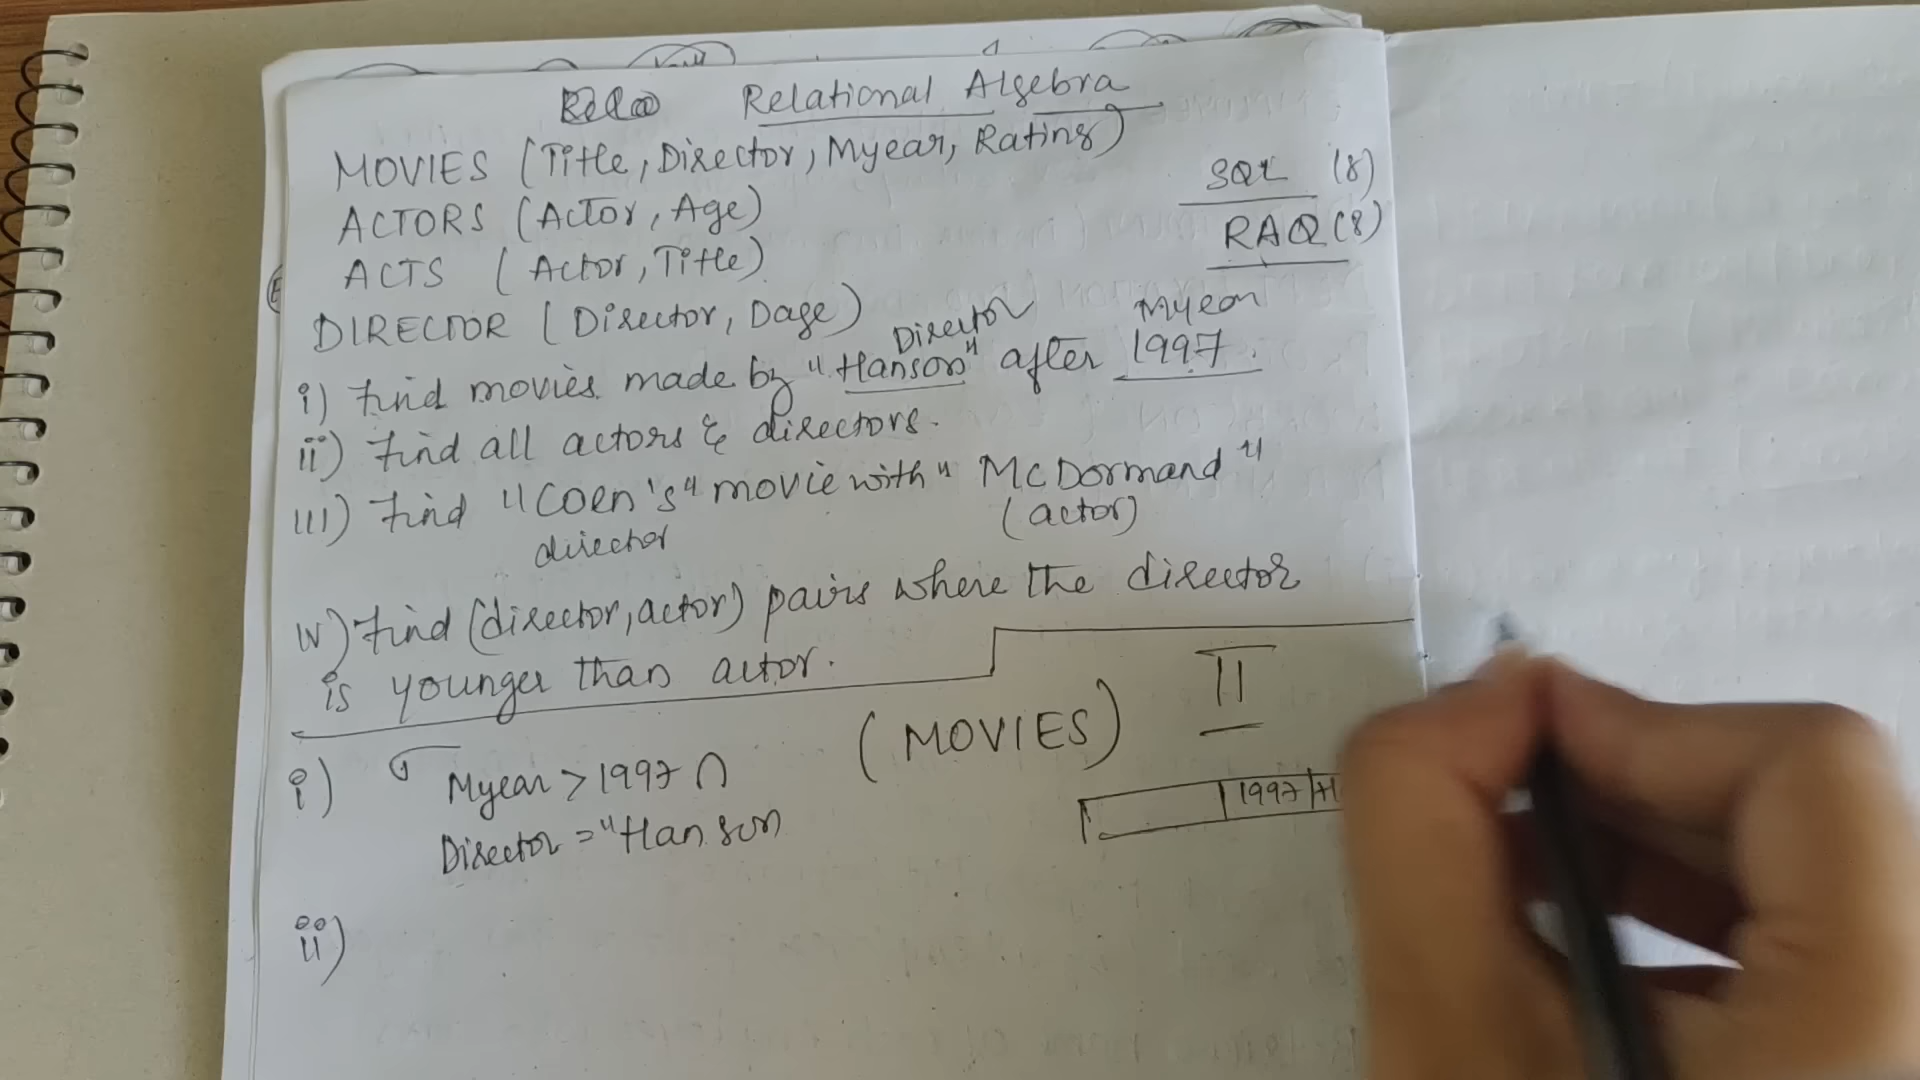 Relational Algebra
MOVIES (Title, Director, Myear, Rating)
ACTORS (Actor, Age)
ACTS (Actor, Title)
DIRECTOR (Director, Dage)
SQL (8)
RAQ (8)
Director
Myear
i) Find movies made by "Hanson" after 1997.
ii) Find all actors & directors.
iii) Find "Coen's" movie with "McDormand"
director
(actor)
iv) Find (director, actor) pairs where the director
is younger than actor.
i) σ Myear > 1997 ∩ (MOVIES) π
Director = "Hanson
1997 H
ii)